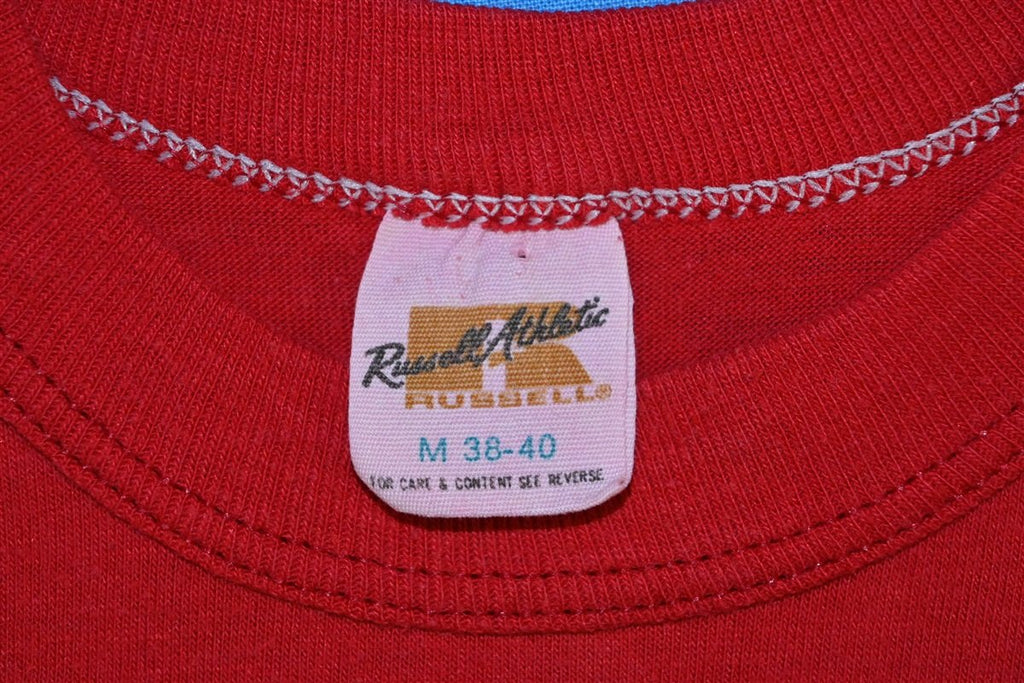 Russell Athletic
RUSSELL®
M 38-40
FOR CARE & CONTENT SEE REVERSE